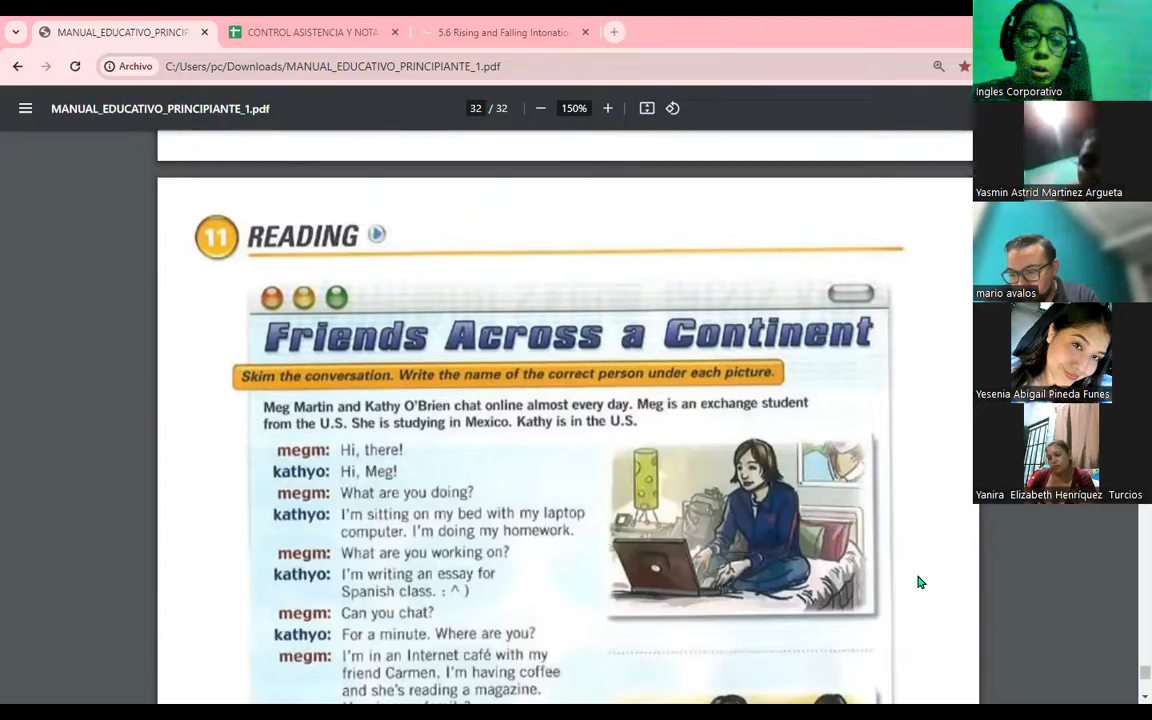 MANUAL_EDUCATIVO_PRINCIP
CONTROL ASISTENCIA Y NOTA
5.6 Rising and Falling Intonatio
Archivo
C:/Users/pc/Downloads/MANUAL_EDUCATIVO_PRINCIPIANTE_1.pdf
MANUAL_EDUCATIVO_PRINCIPIANTE_1.pdf
32 / 32
150%
11 READING
Friends Across a Continent
Skim the conversation. Write the name of the correct person under each picture.
Meg Martin and Kathy O'Brien chat online almost every day. Meg is an exchange student
from the U.S. She is studying in Mexico. Kathy is in the U.S.
megm: Hi, there!
kathyo: Hi, Meg!
megm: What are you doing?
kathyo: I'm sitting on my bed with my laptop
computer. I'm doing my homework.
megm: What are you working on?
kathyo: I'm writing an essay for
Spanish class. : ^ )
megm: Can you chat?
kathyo: For a minute. Where are you?
megm: I'm in an Internet café with my
friend Carmen. I'm having coffee
and she's reading a magazine.
Ingles Corporativo
Yasmin Astrid Martinez Argueta
mario avalos
Yesenia Abigail Pineda Funes
Yanira Elizabeth Henríquez Turcios